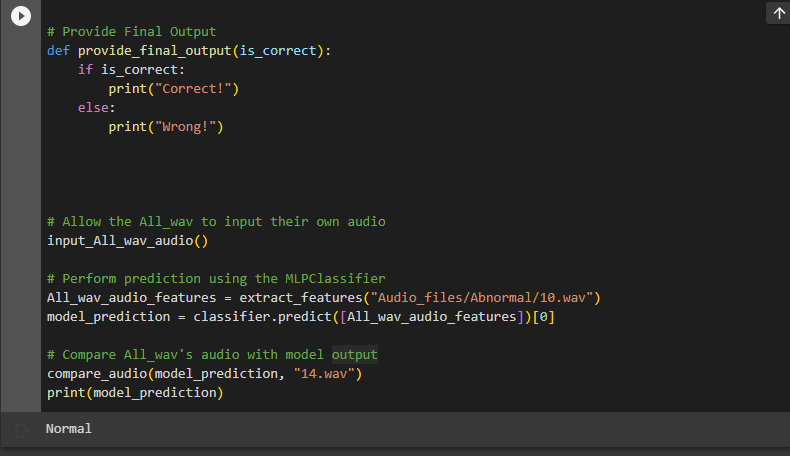 # Provide Final Output
def provide_final_output(is_correct):
    if is_correct:
        print("Correct!")
    else:
        print("Wrong!")
# Allow the All_wav to input their own audio
input_All_wav_audio()
# Perform prediction using the MLPClassifier
All_wav_audio_features = extract_features("Audio_files/Abnormal/10.wav")
model_prediction = classifier.predict([All_wav_audio_features])[0]
# Compare All_wav's audio with model output
compare_audio(model_prediction, "14.wav")
print(model_prediction)
Normal